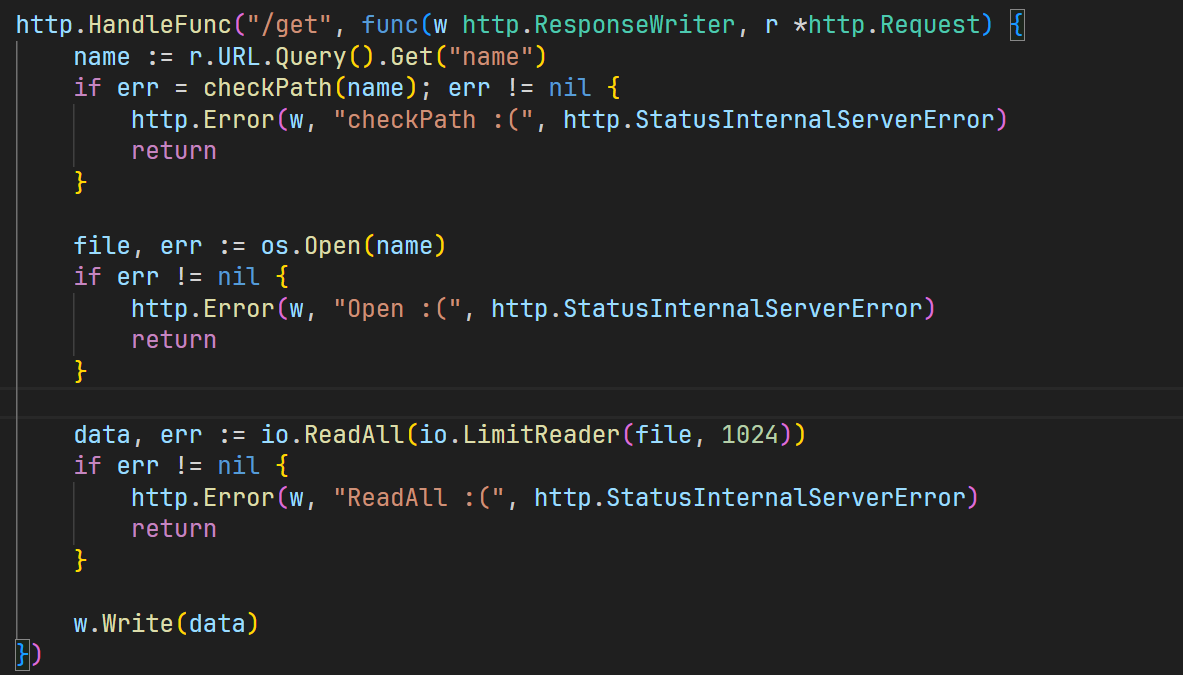 http.HandleFunc("/get", func(w http.ResponseWriter, r *http.Request) {
    name := r.URL.Query().Get("name")
    if err = checkPath(name); err != nil {
        http.Error(w, "checkPath :(", http.StatusInternalServerError)
        return
    }

    file, err := os.Open(name)
    if err != nil {
        http.Error(w, "Open :(", http.StatusInternalServerError)
        return
    }

    data, err := io.ReadAll(io.LimitReader(file, 1024))
    if err != nil {
        http.Error(w, "ReadAll :(", http.StatusInternalServerError)
        return
    }

    w.Write(data)
})